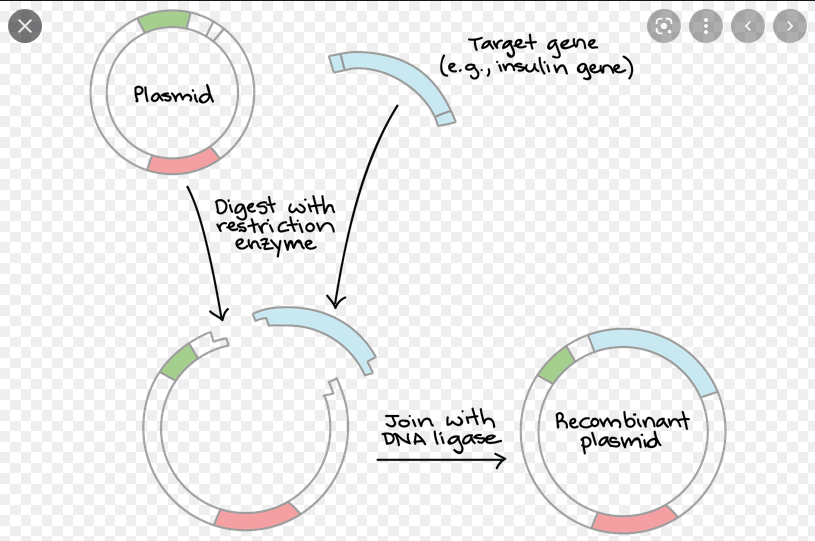 Plasmid
Target gene
(e.g., insulin gene)
Digest with
restriction
enzyme
Join with
DNA ligase
Recombinant
plasmid